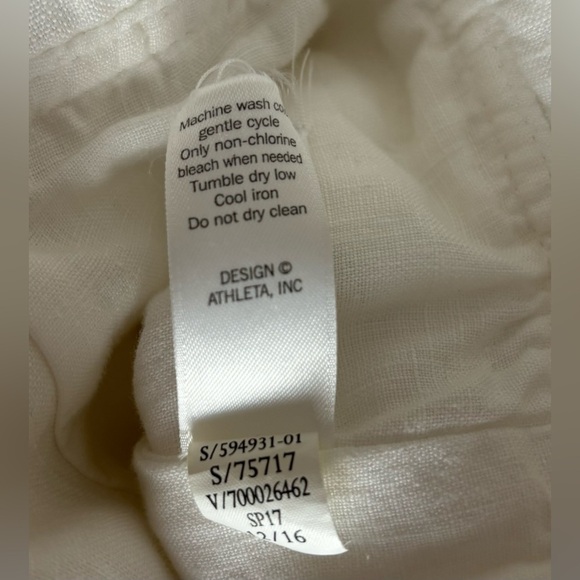 Machine wash
gentle cycle
Only non-chlorine
bleach when needed
Tumble dry low
Cool iron
Do not dry clean
DESIGN ©
ATHLETA, INC
S/594931-01
S/75717
V/700026462
SP17
/16